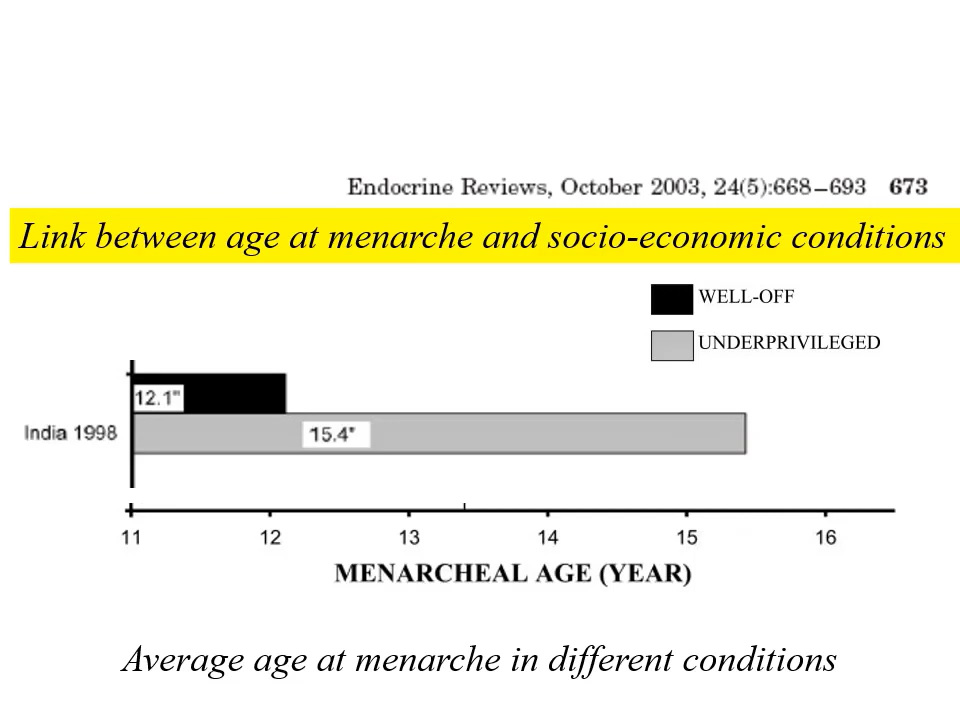 Endocrine Reviews, October 2003, 24(5):668–693 673
Link between age at menarche and socio-economic conditions
WELL-OFF
UNDERPRIVILEGED
12.1"
India 1998
15.4"
11 12 13 14 15 16
MENARCHEAL AGE (YEAR)
Average age at menarche in different conditions